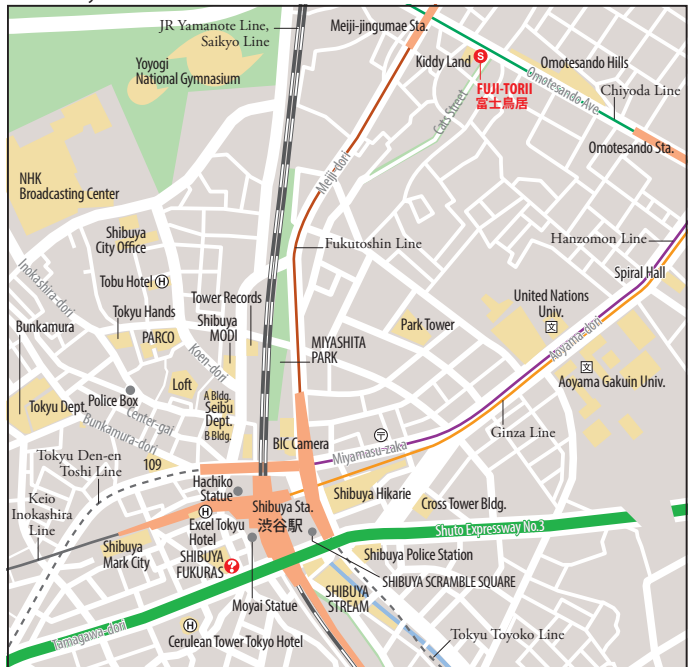 JR Yamanote Line,
Saikyo Line
Meiji-jingumae Sta.
Yoyogi
National Gymnasium
Kiddy Land
S
Omotesando Hills
FUJI-TORII
富士鳥居
Omotesando Ave.
Chiyoda Line
Cats Street
Omotesando Sta.
Meiji-dori
NHK
Broadcasting Center
Shibuya
City Office
Fukutoshin Line
Hanzomon Line
Inokashira-dori
Tobu Hotel
H
Spiral Hall
Tower Records
United Nations
Univ.
文
Tokyu Hands
Bunkamura
PARCO
Shibuya
MODI
Park Tower
Koen-dori
MIYASHITA
PARK
Aoyama-dori
文
Aoyama Gakuin Univ.
Loft
A Bldg.
Seibu
Dept.
B Bldg.
Police Box
Tokyu Dept.
Center-gai
Bunkamura-dori
Ginza Line
〒
BIC Camera
Miyamasu-zaka
Tokyu Den-en
Toshi Line
109
Hachiko
Statue
Keio
Inokashira
Line
Shibuya Hikarie
Shibuya Sta.
渋谷駅
Cross Tower Bldg.
H
Excel Tokyu
Hotel
Shuto Expressway No.3
Shibuya
Mark City
SHIBUYA
FUKURAS
?
Shibuya Police Station
SHIBUYA SCRAMBLE SQUARE
Moyai Statue
SHIBUYA
STREAM
Tamagawa-dori
H
Cerulean Tower Tokyo Hotel
Tokyu Toyoko Line